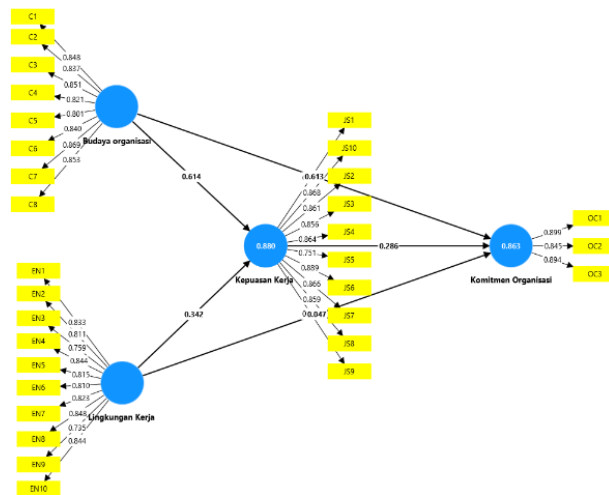 C1
C2
C3
C4
C5
C6
C7
C8
0.848
0.837
0.851
0.821
0.801
0.840
0.869
0.853
Budaya organisasi
0.614
0.613
JS1
JS10
JS2
JS3
JS4
JS5
JS6
JS7
JS8
JS9
0.868
0.861
0.856
0.864
0.751
0.889
0.866
0.859
0.880
Kepuasan Kerja
0.286
0.863
Komitmen Organisasi
OC1
OC2
OC3
0.899
0.845
0.894
0.342
0.047
EN1
EN2
EN3
EN4
EN5
EN6
EN7
EN8
EN9
EN10
0.833
0.811
0.759
0.844
0.815
0.810
0.823
0.848
0.735
0.844
Lingkungan Kerja